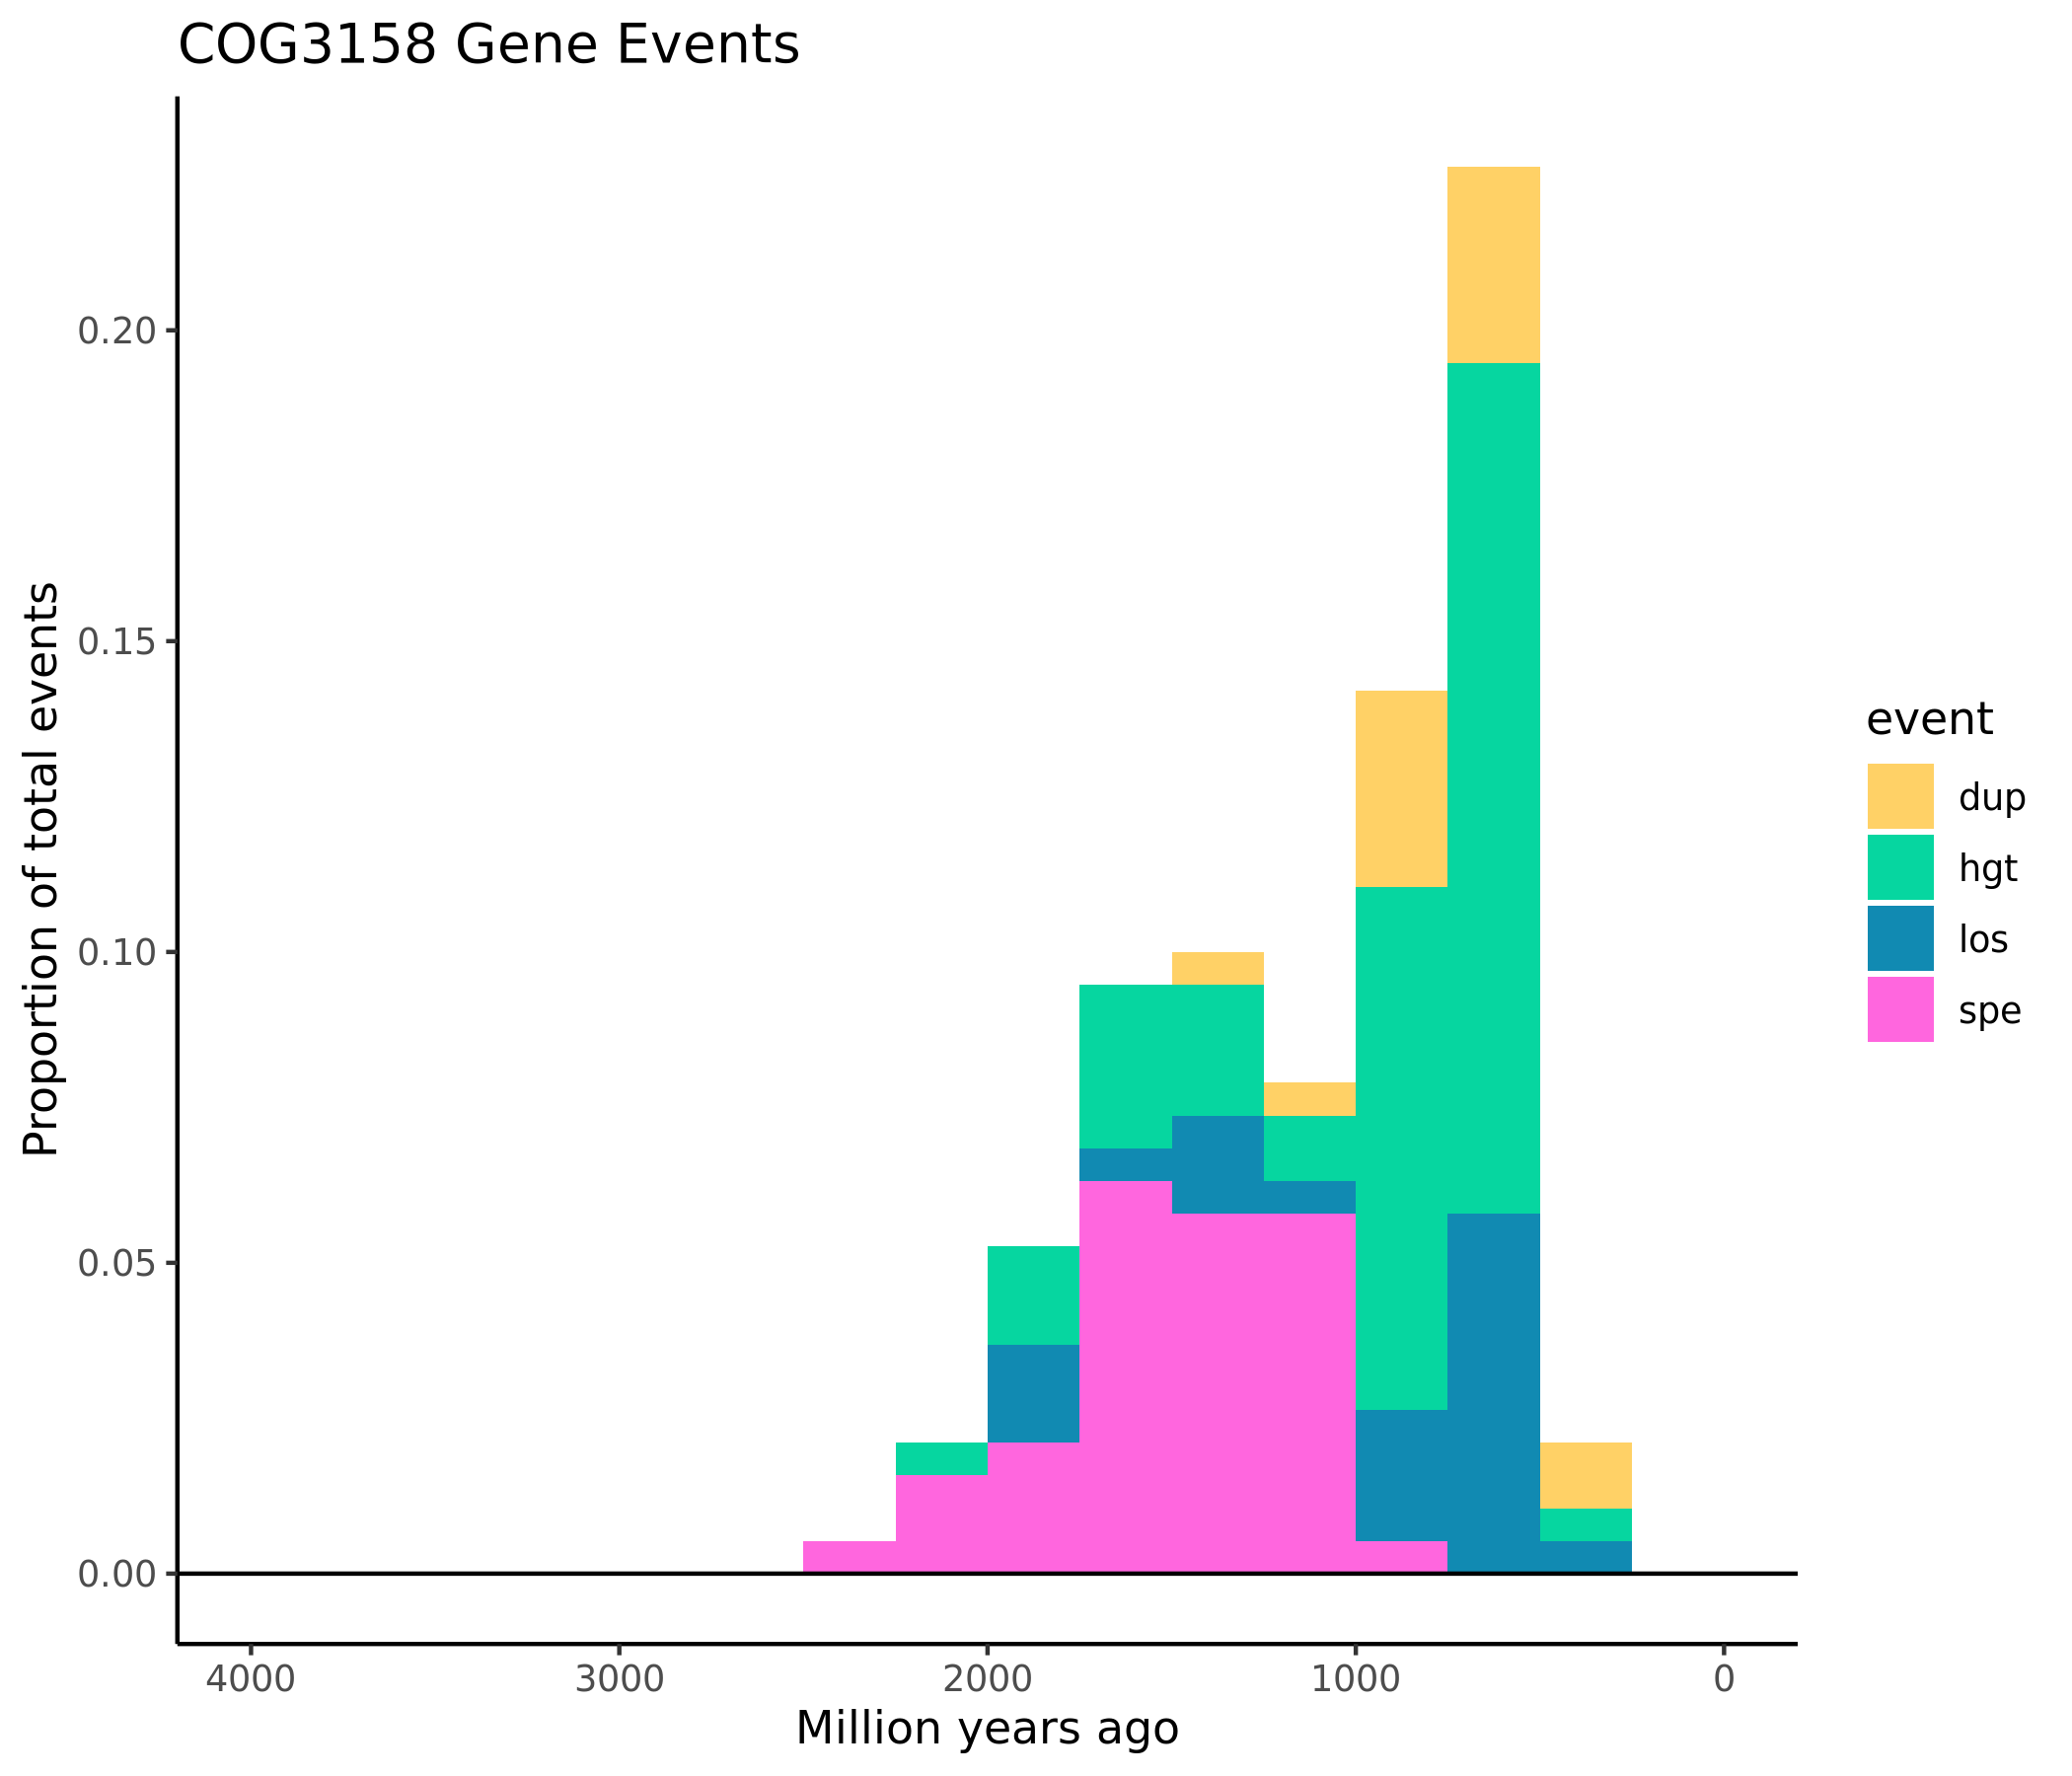 COG3158 Gene Events
Proportion of total events
0.20
0.15
0.10
0.05
0.00
4000 3000 2000 1000 0
Million years ago
event
dup
hgt
los
spe